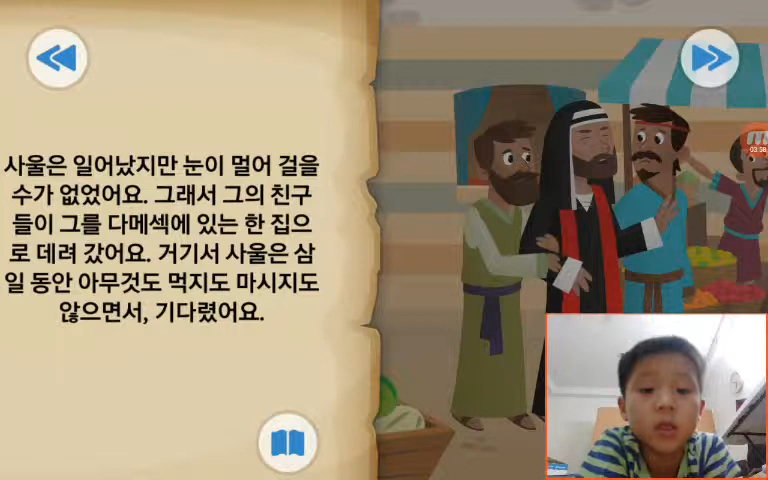 사울은 일어났지만 눈이 멀어 걸을
수가 없었어요. 그래서 그의 친구
들이 그를 다메섹에 있는 한 집으
로 데려 갔어요. 거기서 사울은 삼
일 동안 아무것도 먹지도 마시지도
않으면서, 기다렸어요.
03:58